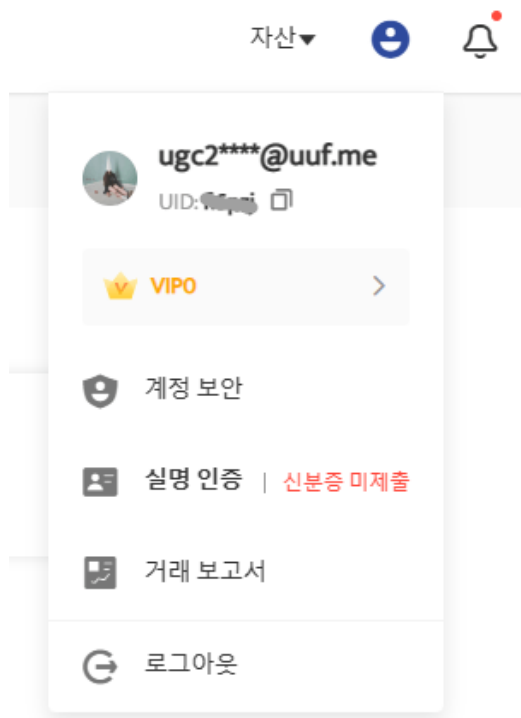 자산▼
ugc2****@uuf.me
UID:
VIP0
계정 보안
실명 인증 | 신분증 미제출
거래 보고서
로그아웃